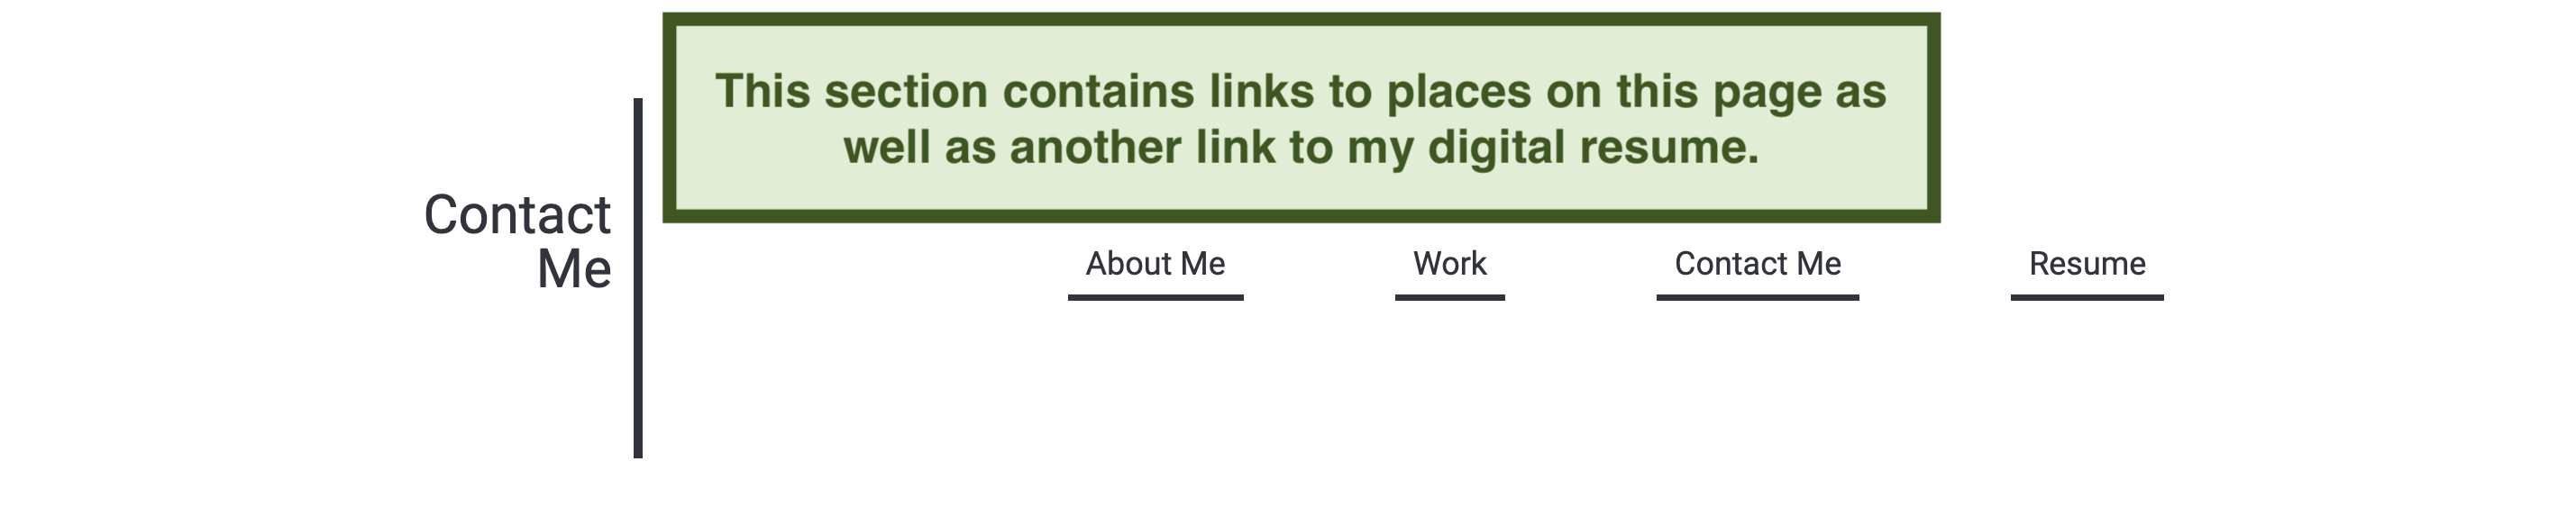 This section contains links to places on this page as
well as another link to my digital resume.
Contact
Me
About Me
Work
Contact Me
Resume